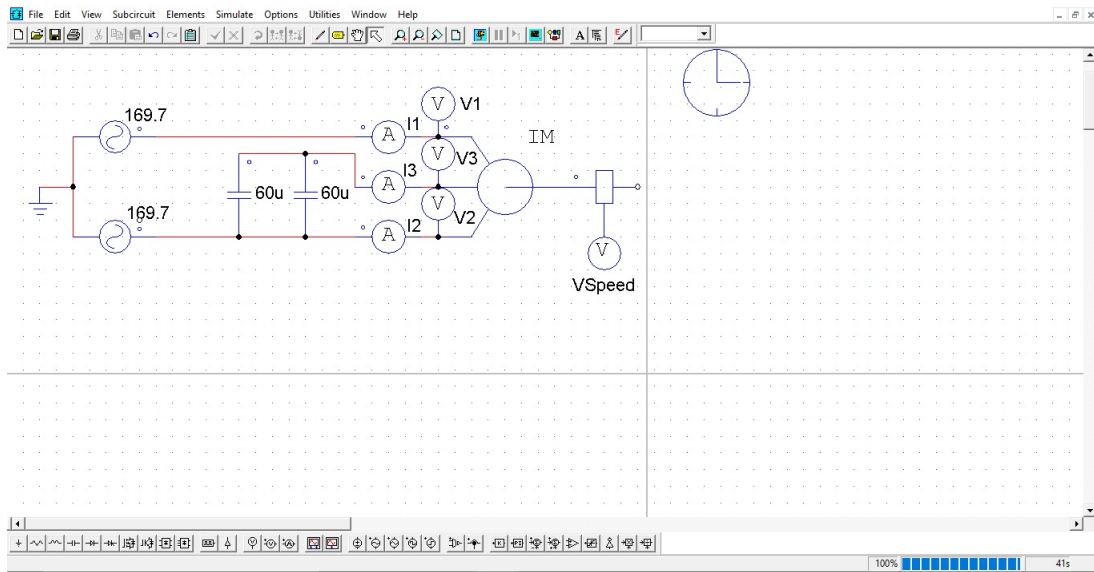 File Edit View Subcircuit Elements Simulate Options Utilities Window Help
169.7
V
V1
A
I1
IM
V
V3
60u
60u
A
I3
169.7
V
V2
A
I2
V
VSpeed
100%
41s